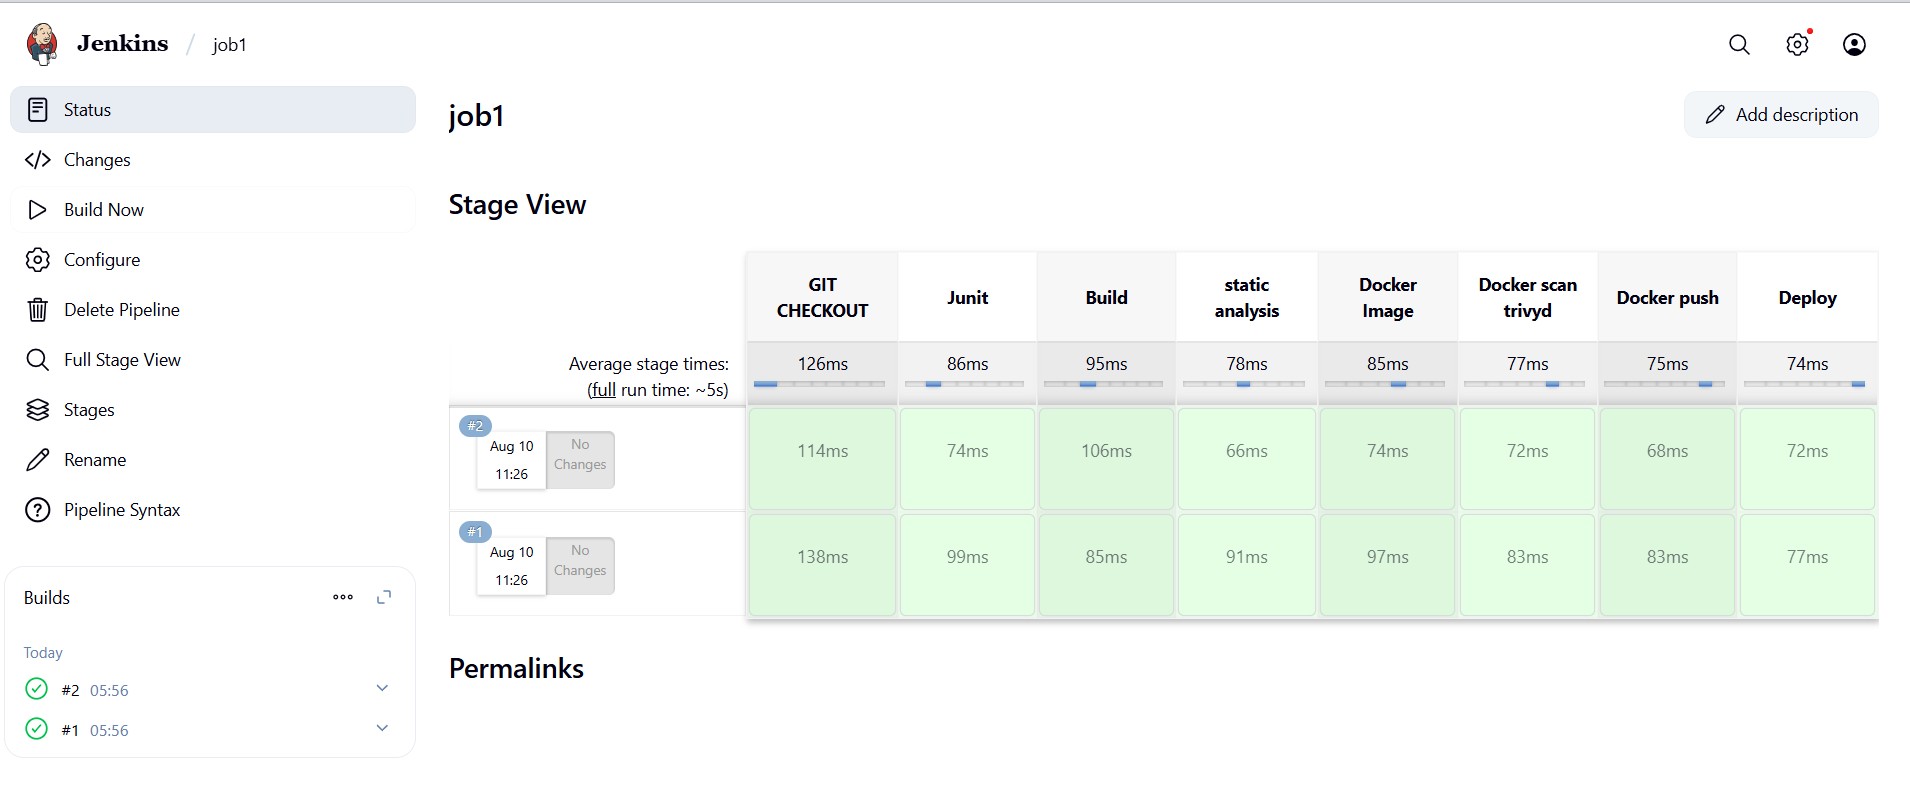 Jenkins / job1
Status
Changes
Build Now
Configure
Delete Pipeline
Full Stage View
Stages
Rename
Pipeline Syntax
Builds
Today
#2 05:56
#1 05:56
job1
Add description
Stage View
GIT CHECKOUT
Junit
Build
static analysis
Docker Image
Docker scan trivyd
Docker push
Deploy
Average stage times:
(full run time: ~5s)
126ms 86ms 95ms 78ms 85ms 77ms 75ms 74ms
#2
Aug 10
11:26
No Changes
114ms 74ms 106ms 66ms 74ms 72ms 68ms 72ms
#1
Aug 10
11:26
No Changes
138ms 99ms 85ms 91ms 97ms 83ms 83ms 77ms
Permalinks